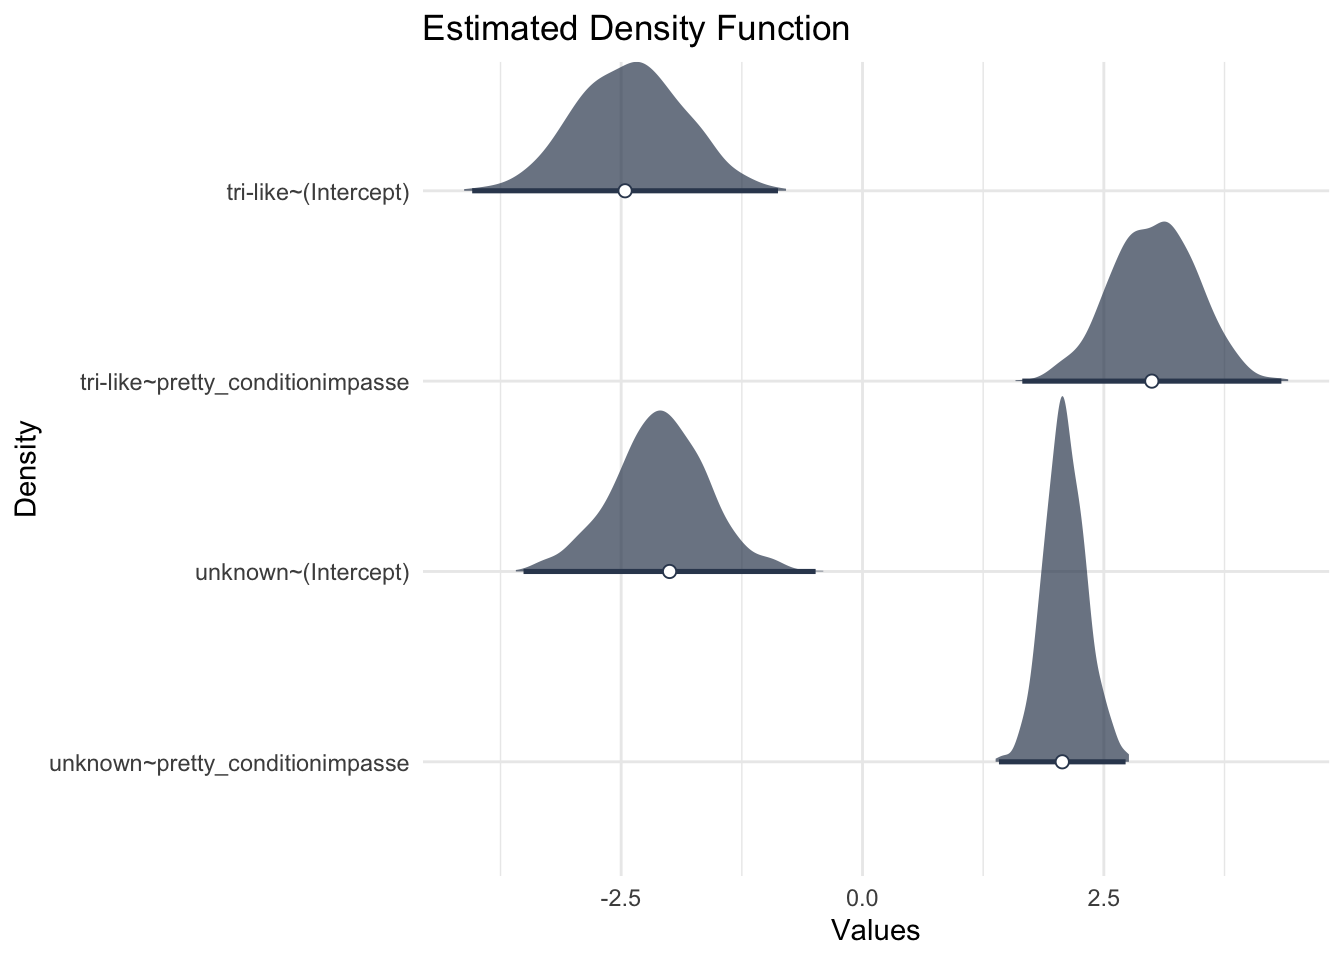 Estimated Density Function
tri-like~(Intercept)
tri-like~pretty_conditionimpasse
Density
unknown~(Intercept)
unknown~pretty_conditionimpasse
-2.5 0.0 2.5
Values